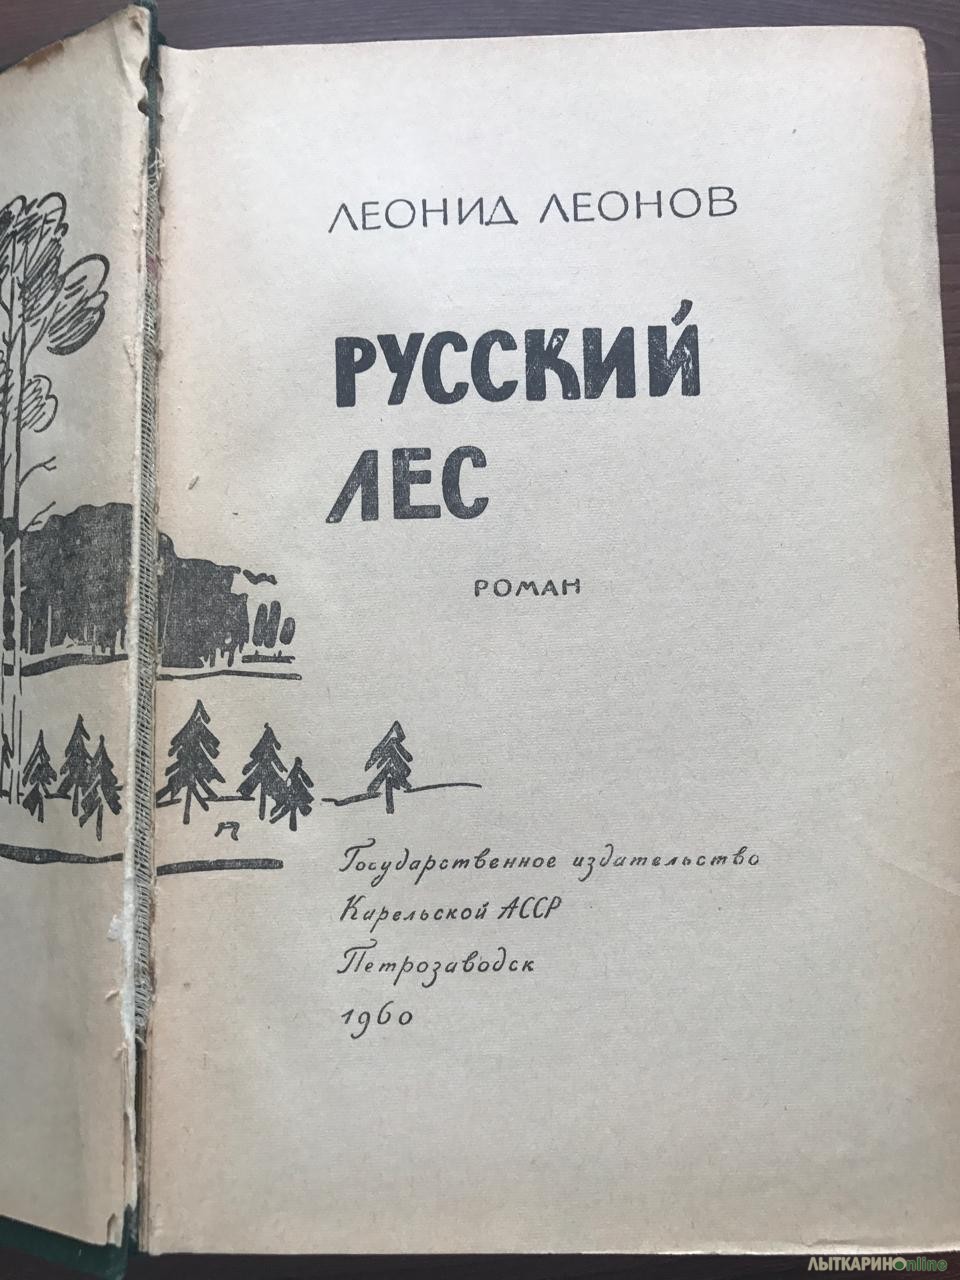 ЛЕОНИД ЛЕОНОВ
РУССКИЙ
ЛЕС
РОМАН
Государственное издательство
Карельской АССР
Петрозаводск
1960
ЛЫТКАРИНОonline